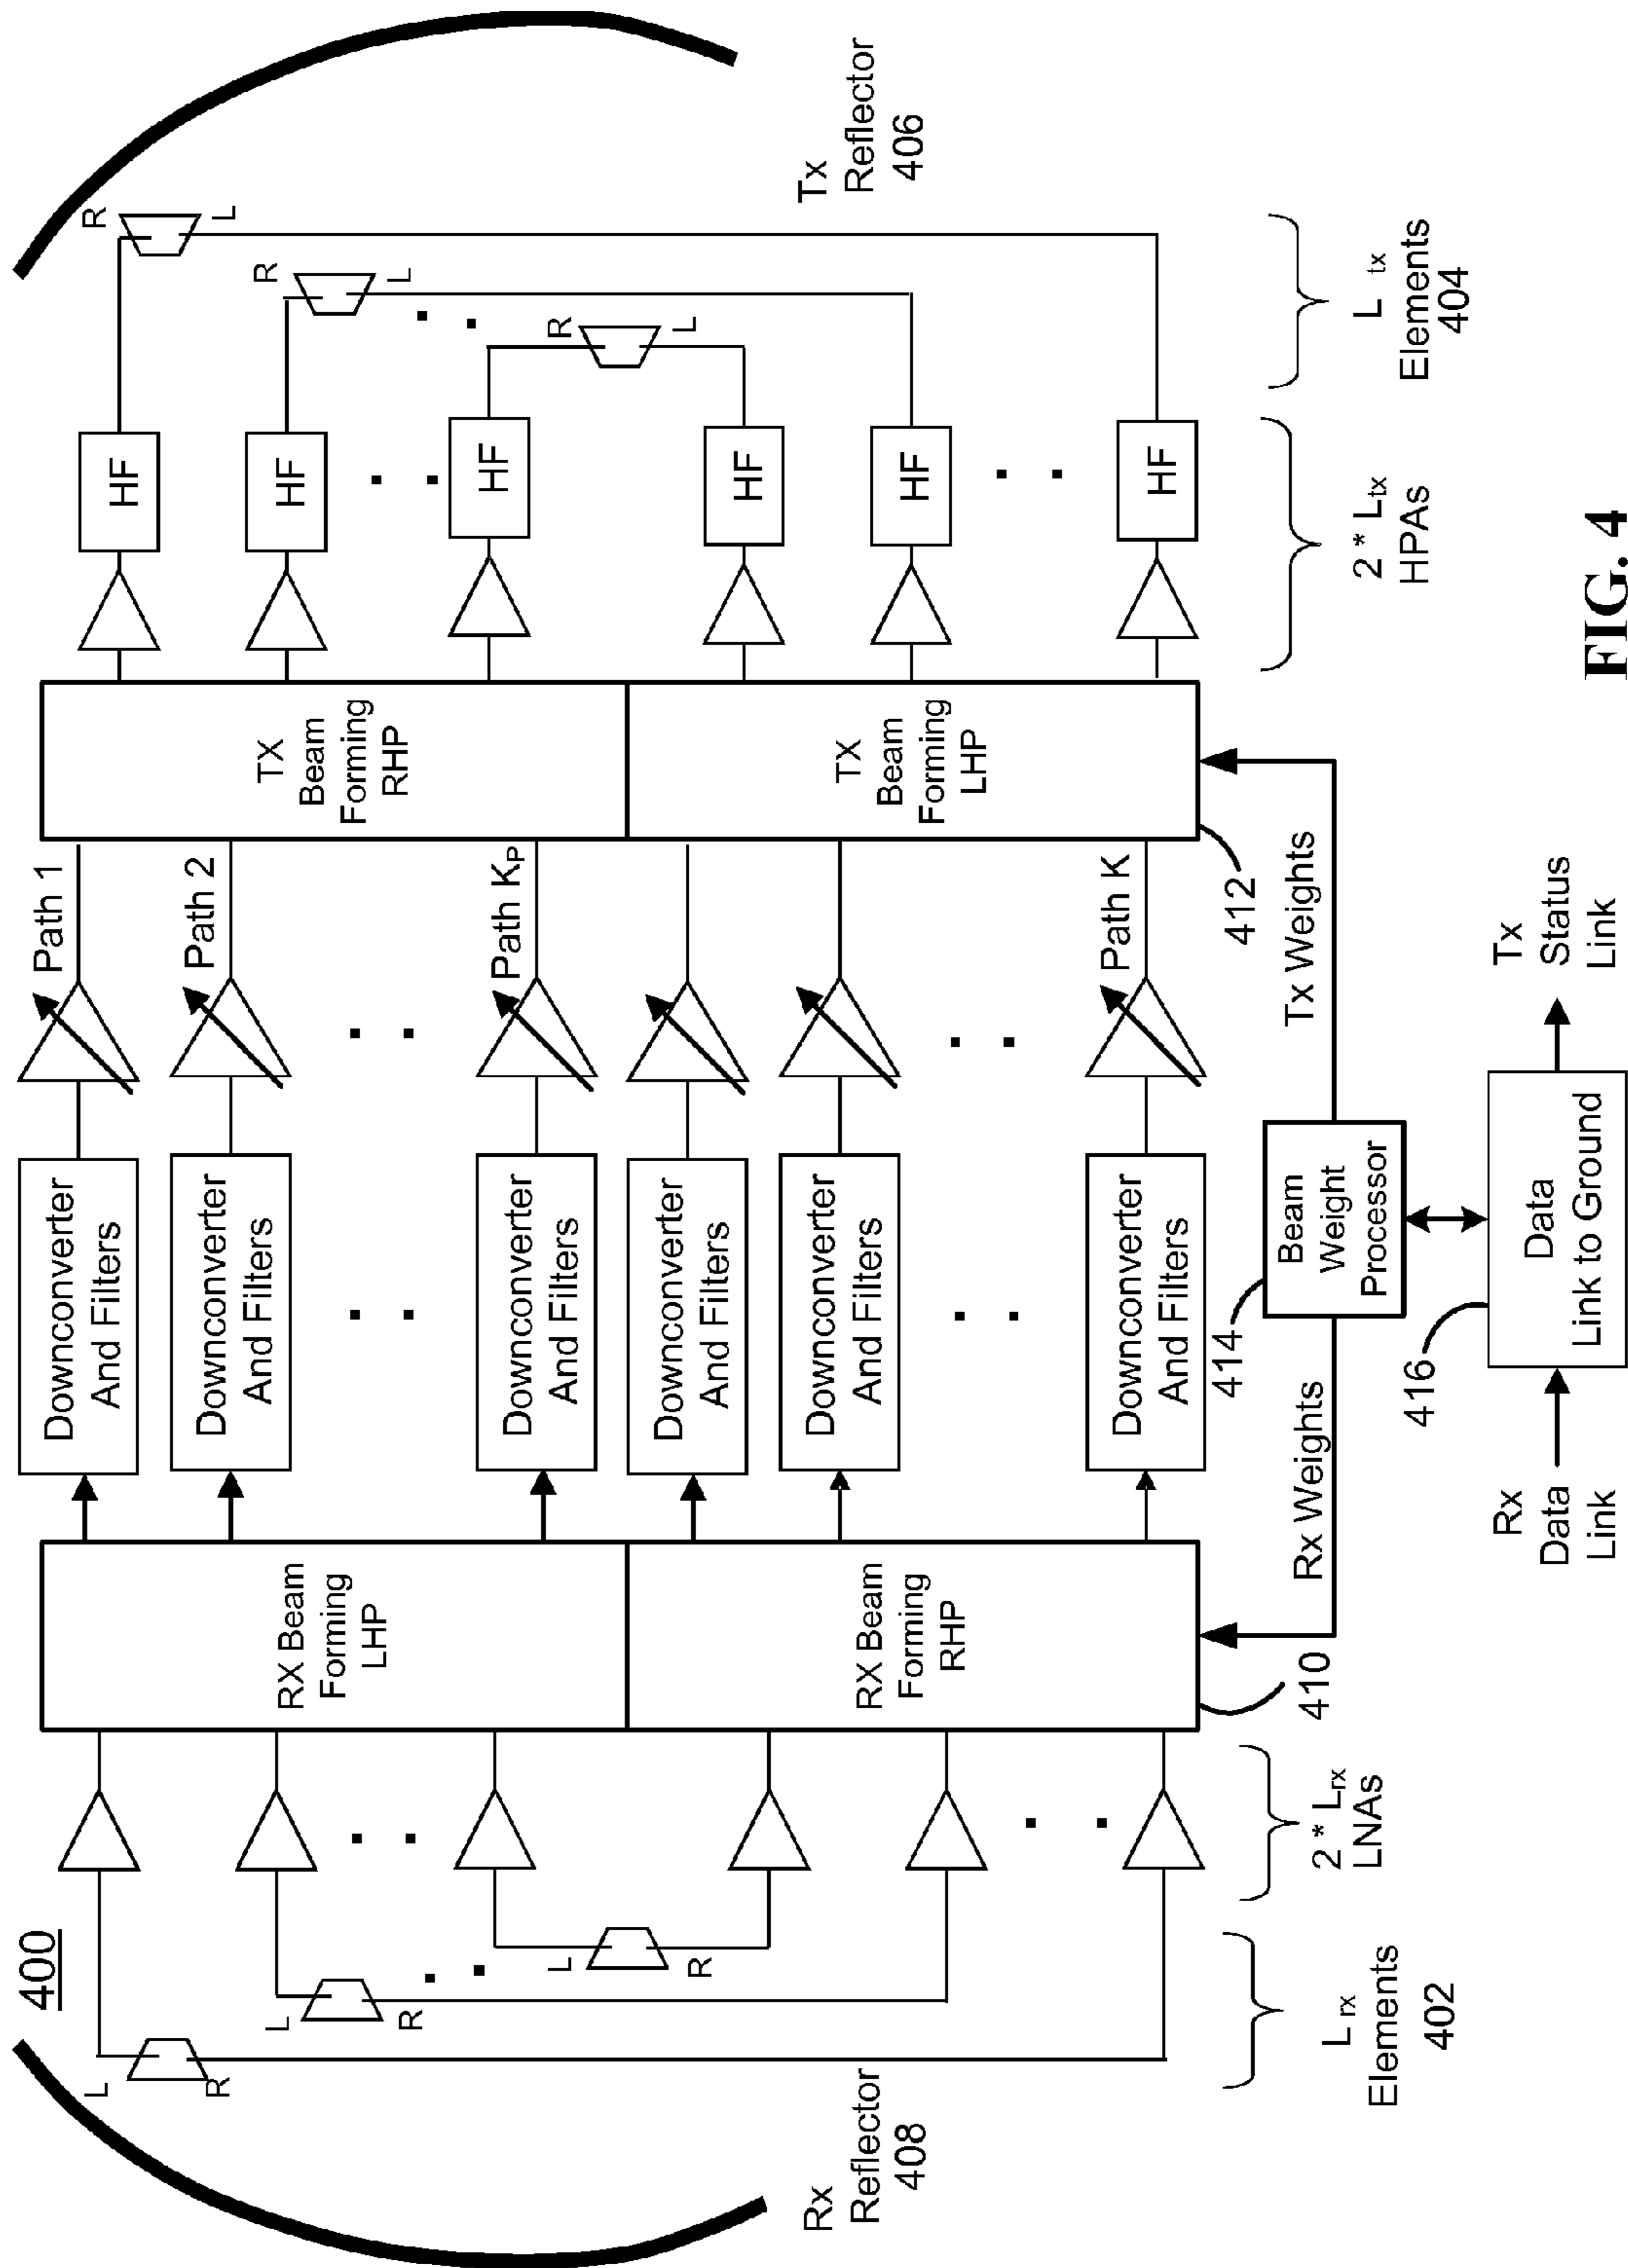 400
Rx
Reflector
408
L
R
L
R
L
R
L rx
Elements
402
2 * Lrx
LNAs
RX Beam
Forming
LHP
RX Beam
Forming
RHP
410
Downconverter
And Filters
Downconverter
And Filters
Downconverter
And Filters
Downconverter
And Filters
Downconverter
And Filters
Downconverter
And Filters
Path 1
Path 2
Path KP
Path K
TX
Beam
Forming
RHP
TX
Beam
Forming
LHP
412
Rx Weights
414
Beam
Weight
Processor
Tx Weights
Rx
Data
Link
416
Data
Link to Ground
Tx
Status
Link
HF
HF
HF
HF
HF
HF
2 * Ltx
HPAs
R
L
R
L
R
L
L tx
Elements
404
Tx
Reflector
406
FIG. 4